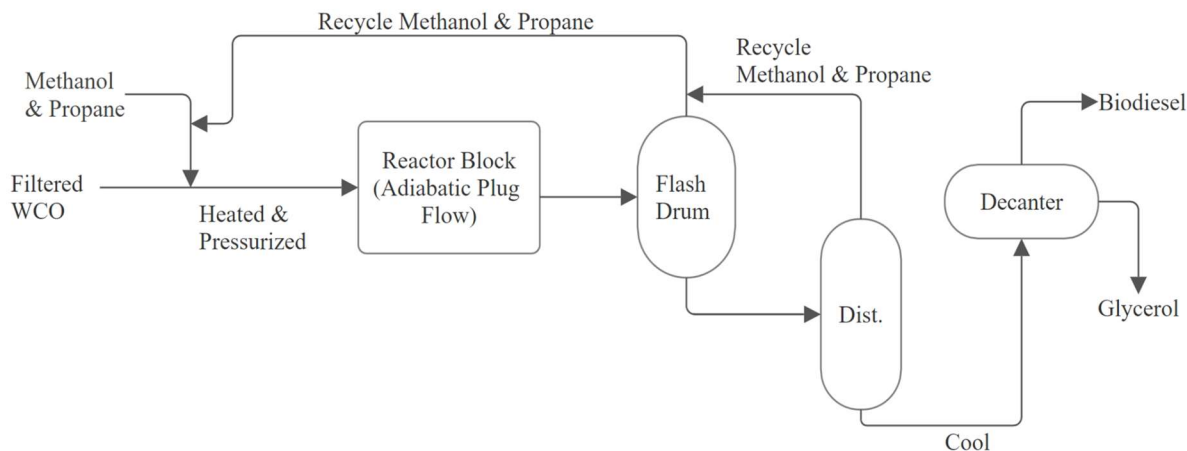 Recycle Methanol & Propane
Recycle
Methanol & Propane
Methanol
& Propane
Biodiesel
Reactor Block
(Adiabatic Plug
Flow)
Filtered
WCO
Flash
Drum
Decanter
Heated &
Pressurized
Dist.
Glycerol
Cool